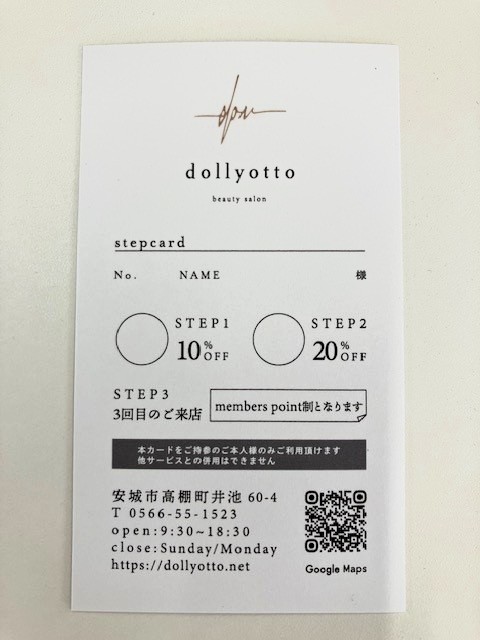 dollyotto
beauty salon
stepcard
No. NAME 様
STEP1
10%OFF
STEP2
20%OFF
STEP3
3回目のご来店
members point制となります
本カードをご持参のご本人様のみご利用頂けます
他サービスとの併用はできません
安城市高棚町井池 60-4
T 0566-55-1523
open:9:30~18:30
close:Sunday/Monday
https://dollyotto.net
Google Maps